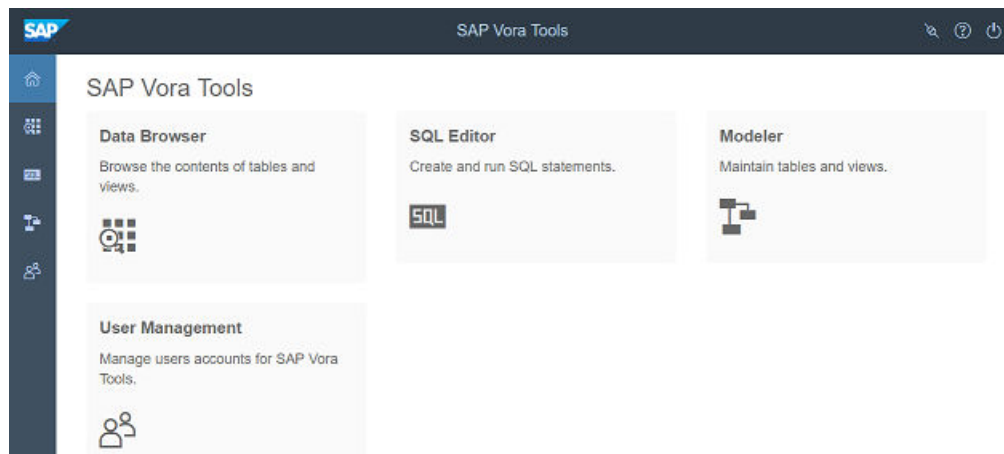 SAP
SAP Vora Tools
SAP Vora Tools
Data Browser
Browse the contents of tables and
views.
SQL Editor
Create and run SQL statements.
SQL
Modeler
Maintain tables and views.
User Management
Manage users accounts for SAP Vora
Tools.